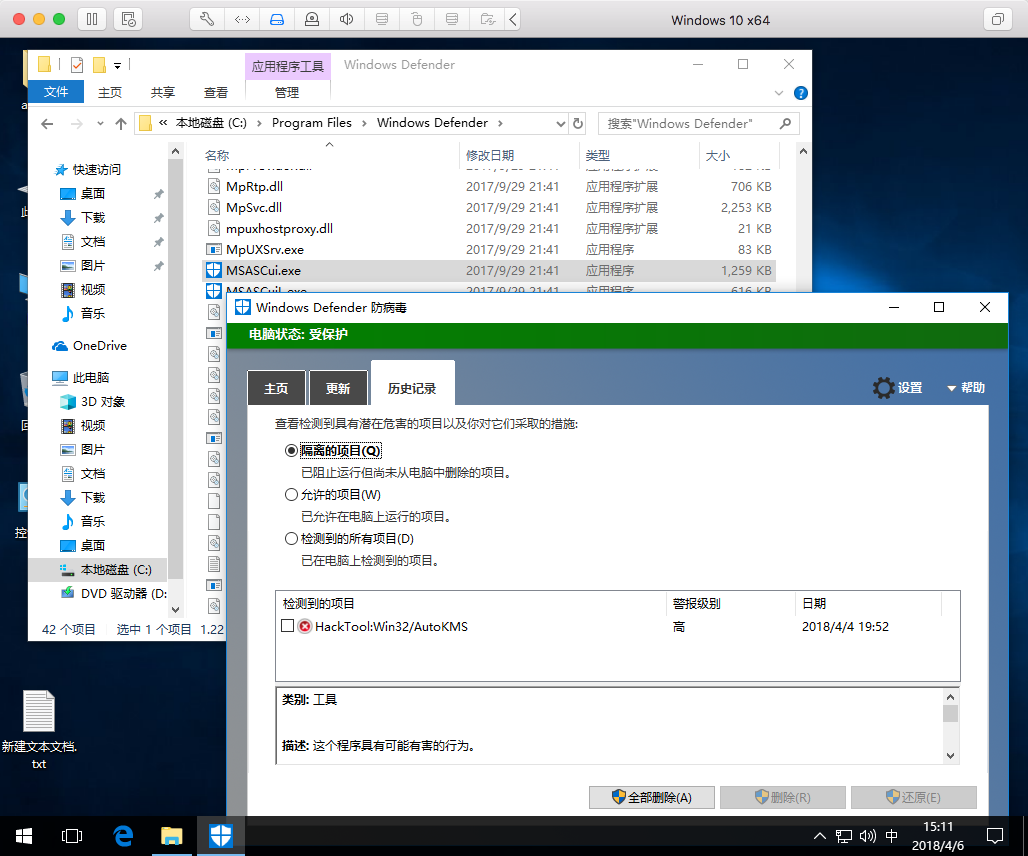 Windows 10 x64
应用程序工具
Windows Defender
文件
主页
共享
查看
管理
« 本地磁盘 (C:) › Program Files › Windows Defender ›
搜索"Windows Defender"
名称
修改日期
类型
大小
MpRtp.dll 2017/9/29 21:41 应用程序扩展 706 KB
MpSvc.dll 2017/9/29 21:41 应用程序扩展 2,253 KB
mpuxhostproxy.dll 2017/9/29 21:41 应用程序扩展 21 KB
MpUXSrv.exe 2017/9/29 21:41 应用程序 83 KB
MSASCui.exe 2017/9/29 21:41 应用程序 1,259 KB
MSASCuiL.exe 2017/9/29 21:41 应用程序 616 KB
快速访问
桌面
下载
文档
图片
视频
音乐
OneDrive
此电脑
3D 对象
视频
图片
文档
下载
音乐
桌面
本地磁盘 (C:)
DVD 驱动器 (D:
42 个项目 选中 1 个项目 1.22
Windows Defender 防病毒
电脑状态: 受保护
主页
更新
历史记录
设置
帮助
查看检测到具有潜在危害的项目以及你对它们采取的措施:
隔离的项目(Q)
已阻止运行但尚未从电脑中删除的项目。
允许的项目(W)
已允许在电脑上运行的项目。
检测到的所有项目(D)
已在电脑上检测到的项目。
检测到的项目 警报级别 日期
HackTool:Win32/AutoKMS 高 2018/4/4 19:52
类别: 工具
描述: 这个程序具有可能有害的行为。
全部删除(A)
删除(R)
还原(E)
新建文本文档.
txt
中
15:11
2018/4/6